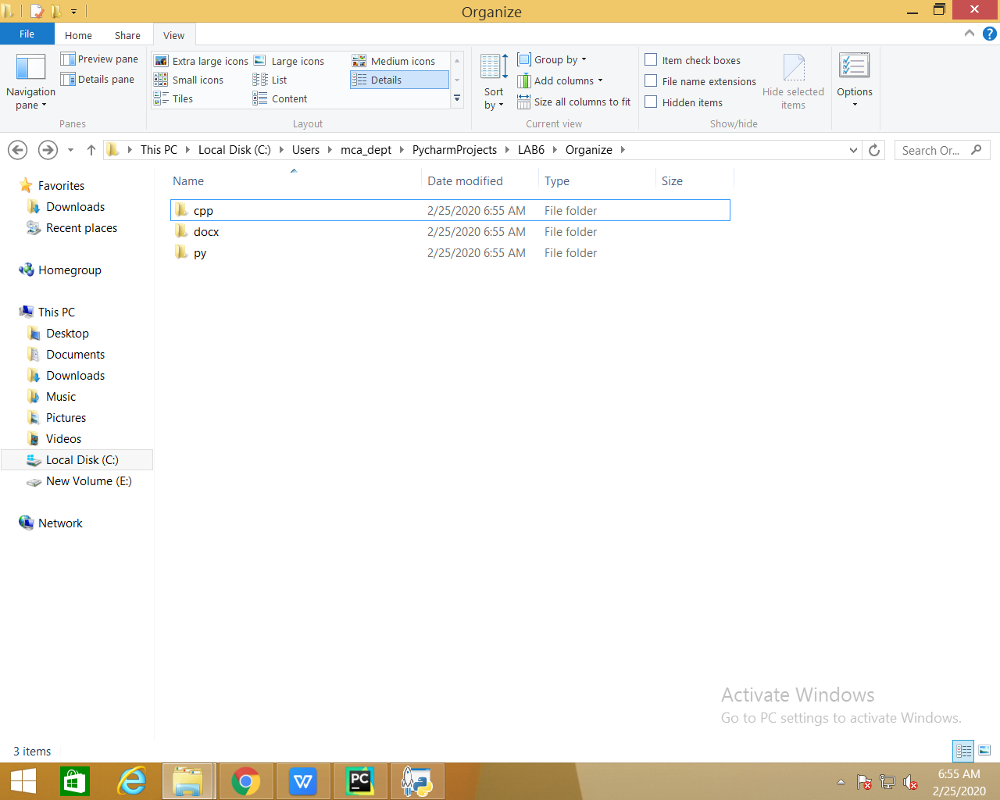 Organize
File Home Share View
Navigation pane
Preview pane
Details pane
Panes
Extra large icons Large icons Medium icons
Small icons List Details
Tiles Content
Layout
Sort by
Group by
Add columns
Size all columns to fit
Current view
Item check boxes
File name extensions
Hidden items
Hide selected items
Show/hide
Options
This PC Local Disk (C:) Users mca_dept PycharmProjects LAB6 Organize
Search Or...
Favorites
Downloads
Recent places
Homegroup
This PC
Desktop
Documents
Downloads
Music
Pictures
Videos
Local Disk (C:)
New Volume (E:)
Network
Name Date modified Type Size
cpp 2/25/2020 6:55 AM File folder
docx 2/25/2020 6:55 AM File folder
py 2/25/2020 6:55 AM File folder
Activate Windows
Go to PC settings to activate Windows.
3 items
W
PC
6:55 AM
2/25/2020